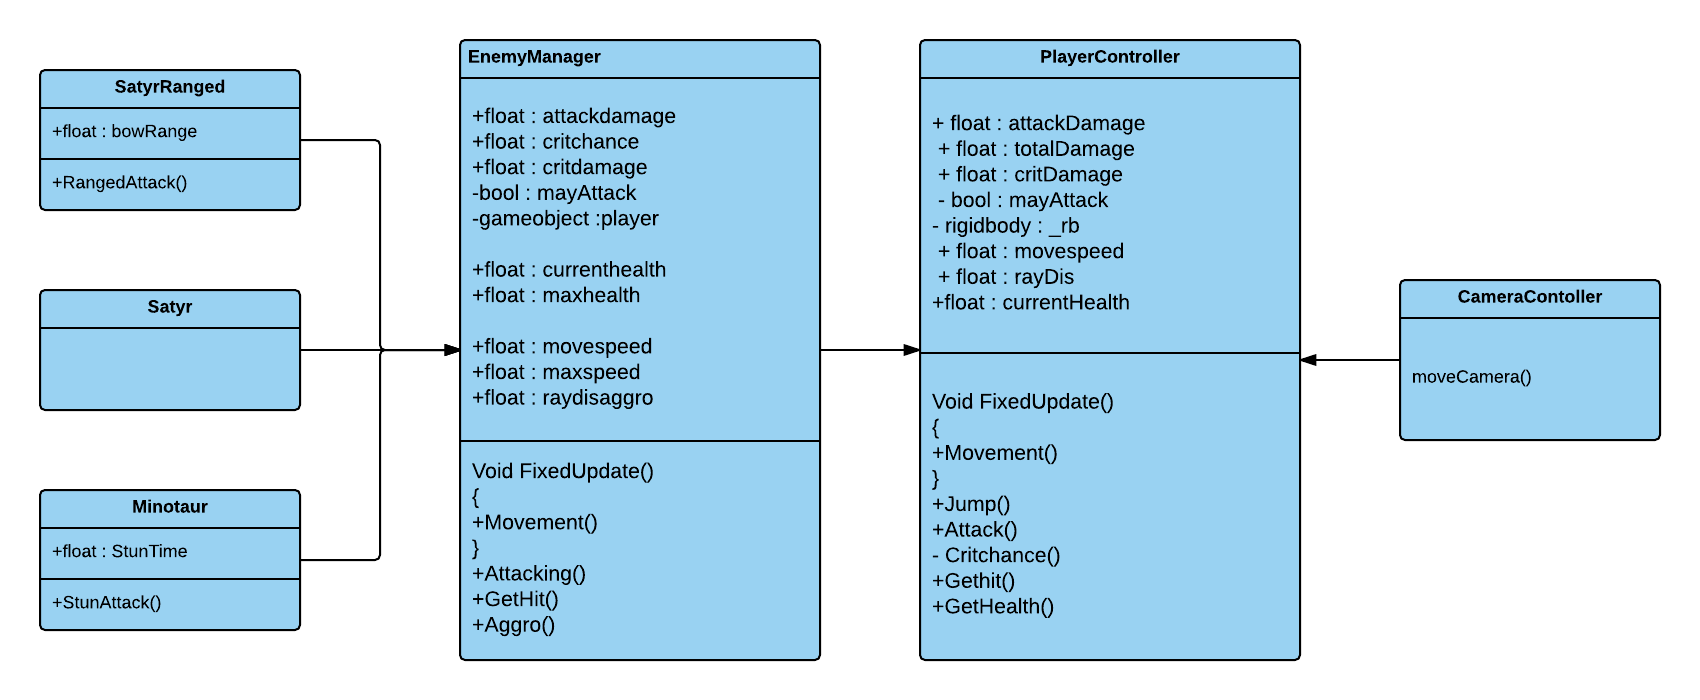 SatyrRanged
+float : bowRange
+RangedAttack()
Satyr
Minotaur
+float : StunTime
+StunAttack()
EnemyManager
+float : attackdamage
+float : critchance
+float : critdamage
-bool : mayAttack
-gameobject :player
+float : currenthealth
+float : maxhealth
+float : movespeed
+float : maxspeed
+float : raydisaggro
Void FixedUpdate()
{
+Movement()
}
+Attacking()
+GetHit()
+Aggro()
PlayerController
+ float : attackDamage
+ float : totalDamage
+ float : critDamage
- bool : mayAttack
- rigidbody : _rb
+ float : movespeed
+ float : rayDis
+float : currentHealth
Void FixedUpdate()
{
+Movement()
}
+Jump()
+Attack()
- Critchance()
+Gethit()
+GetHealth()
CameraContoller
moveCamera()